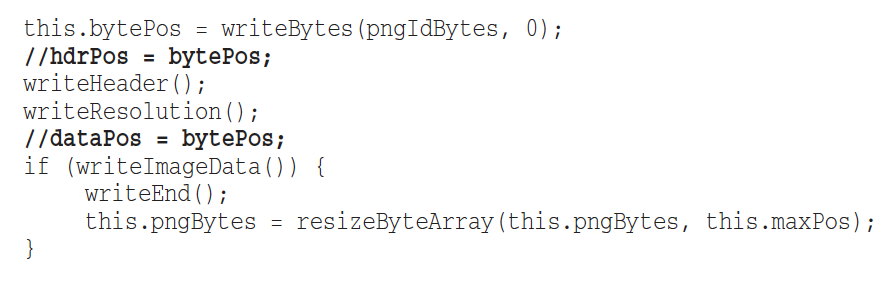 this.bytePos = writeBytes(pngIdBytes, 0);
//hdrPos = bytePos;
writeHeader();
writeResolution();
//dataPos = bytePos;
if (writeImageData()) {
    writeEnd();
    this.pngBytes = resizeByteArray(this.pngBytes, this.maxPos);
}